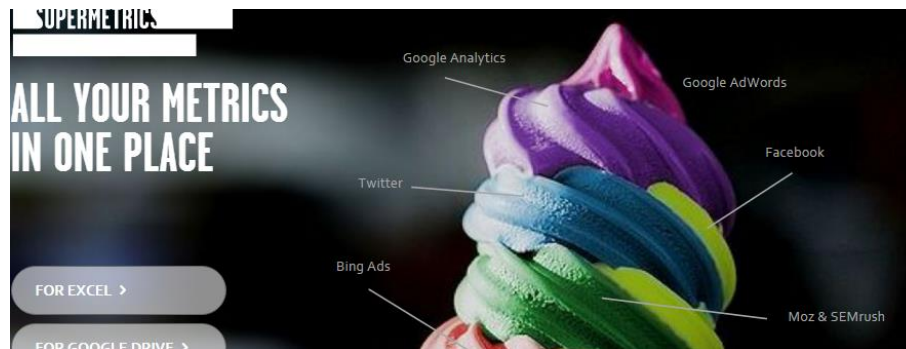 SUPERMETRICS
ALL YOUR METRICS
IN ONE PLACE
FOR EXCEL >
FOR GOOGLE DRIVE >
Google Analytics
Google AdWords
Facebook
Twitter
Bing Ads
Moz & SEMrush